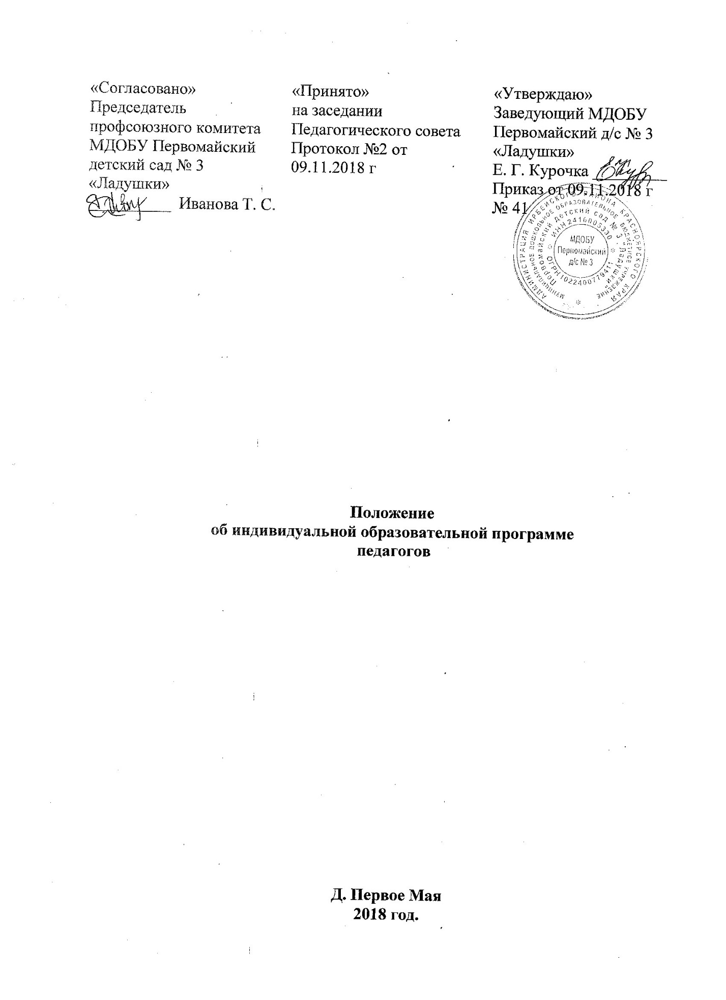 «Согласовано»
Председатель
профсоюзного комитета
МДОБУ Первомайский
детский сад № 3
«Ладушки»
Иванова Т. С.
«Принято»
на заседании
Педагогического совета
Протокол №2 от
09.11.2018 г
«Утверждаю»
Заведующий МДОБУ
Первомайский д/с № 3
«Ладушки»
Е. Г. Курочка
Приказ от 09.11.2018 г
№ 41
АДМИНИСТРАЦИЯ ИРБЕЙСКОГО РАЙОНА КРАСНОЯРСКОГО КРАЯ
МУНИЦИПАЛЬНОЕ ДОШКОЛЬНОЕ ОБРАЗОВАТЕЛЬНОЕ БЮДЖЕТНОЕ УЧРЕЖДЕНИЕ
Первомайский детский сад № 3 "Ладушки"
ИНН 2416005330
ОГРН 1022400779411
МДОБУ
Первомайский
д/с № 3
Положение
об индивидуальной образовательной программе
педагогов
Д. Первое Мая
2018 год.